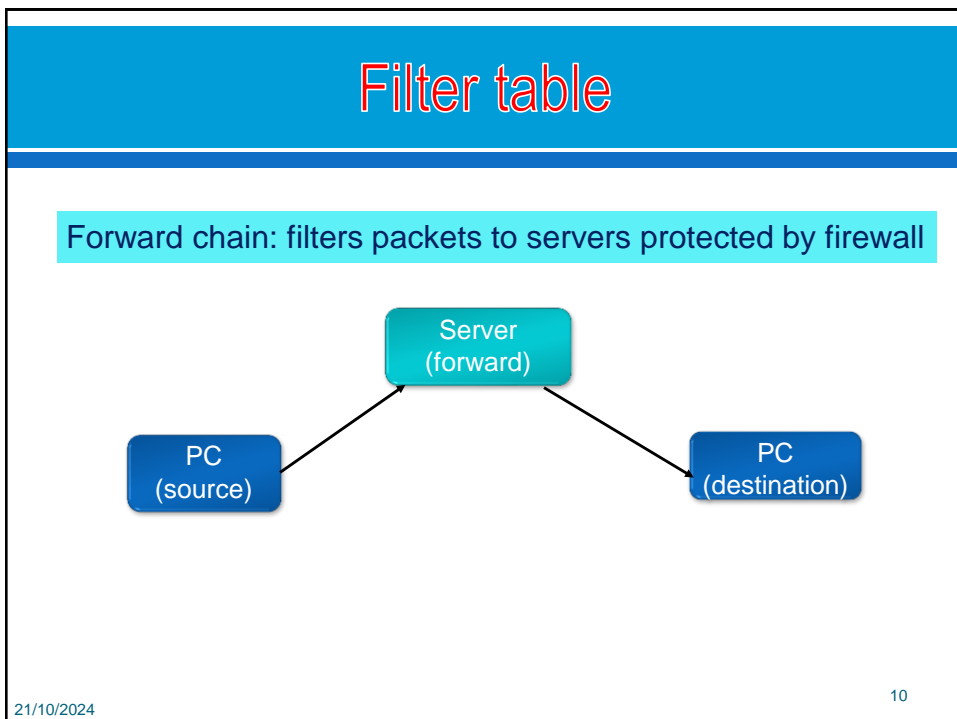 Filter table
Forward chain: filters packets to servers protected by firewall
Server
(forward)
PC
(source)
PC
(destination)
21/10/2024
10